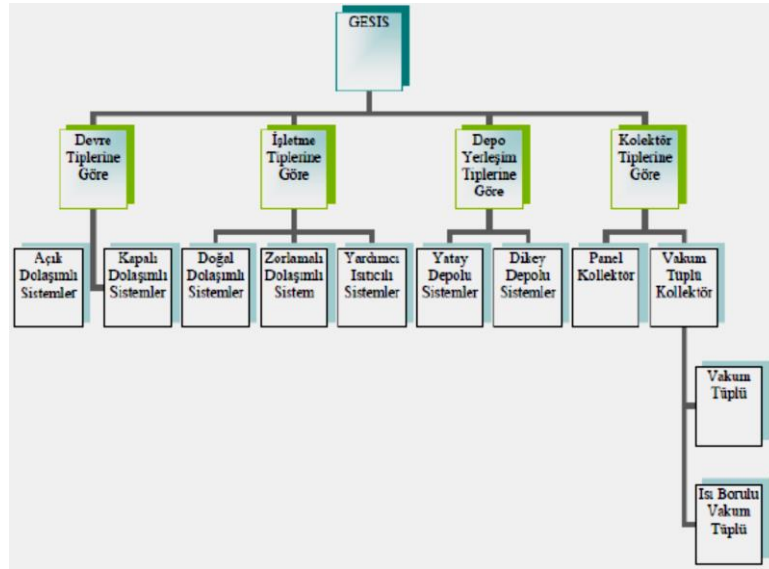 GESIS
Devre
Tiplerine
Göre
İşletme
Tiplerine
Göre
Depo
Yerleşim
Tiplerine
Göre
Kolektör
Tiplerine
Göre
Açık
Dolaşımlı
Sistemler
Kapalı
Dolaşımlı
Sistemler
Doğal
Dolaşımlı
Sistemler
Zorlamalı
Dolaşımlı
Sistem
Yardımcı
Isıtıcılı
Sistemler
Yatay
Depolu
Sistemler
Dikey
Depolu
Sistemler
Panel
Kollektör
Vakum
Tüplü
Kollektör
Vakum
Tüplü
Isı Borulu
Vakum
Tüplü